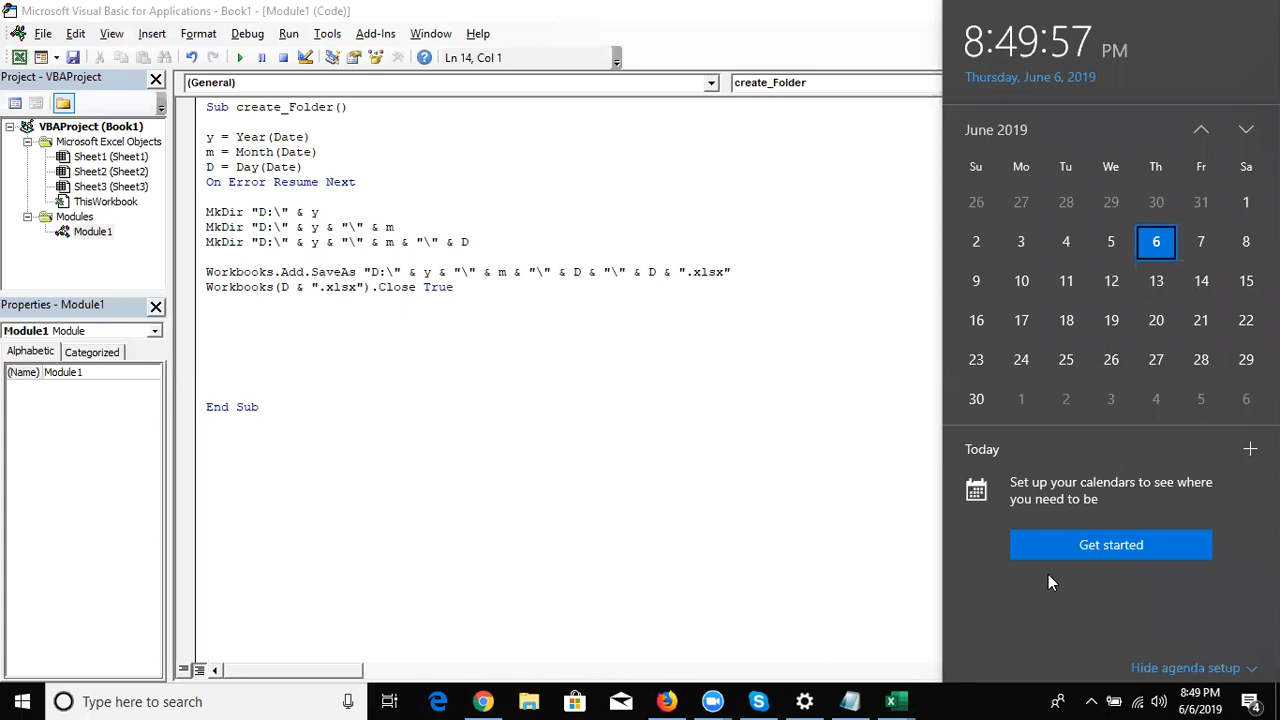 Microsoft Visual Basic for Applications - Book1 - [Module1 (Code)]
File Edit View Insert Format Debug Run Tools Add-Ins Window Help
Ln 14, Col 1
Project - VBAProject
VBAProject (Book1)
Microsoft Excel Objects
Sheet1 (Sheet1)
Sheet2 (Sheet2)
Sheet3 (Sheet3)
ThisWorkbook
Modules
Module1
Properties - Module1
Module1 Module
Alphabetic Categorized
(Name) Module1
(General) create_Folder
Sub create_Folder()
y = Year(Date)
m = Month(Date)
D = Day(Date)
On Error Resume Next
MkDir "D:\" & y
MkDir "D:\" & y & "\" & m
MkDir "D:\" & y & "\" & m & "\" & D
Workbooks.Add.SaveAs "D:\" & y & "\" & m & "\" & D & "\" & D & ".xlsx"
Workbooks(D & ".xlsx").Close True
End Sub
8:49:57 PM
Thursday, June 6, 2019
June 2019
Su Mo Tu We Th Fr Sa
26 27 28 29 30 31 1
2 3 4 5 6 7 8
9 10 11 12 13 14 15
16 17 18 19 20 21 22
23 24 25 26 27 28 29
30 1 2 3 4 5 6
Today
Set up your calendars to see where
you need to be
Get started
Hide agenda setup
Type here to search
8:49 PM
6/6/2019
4